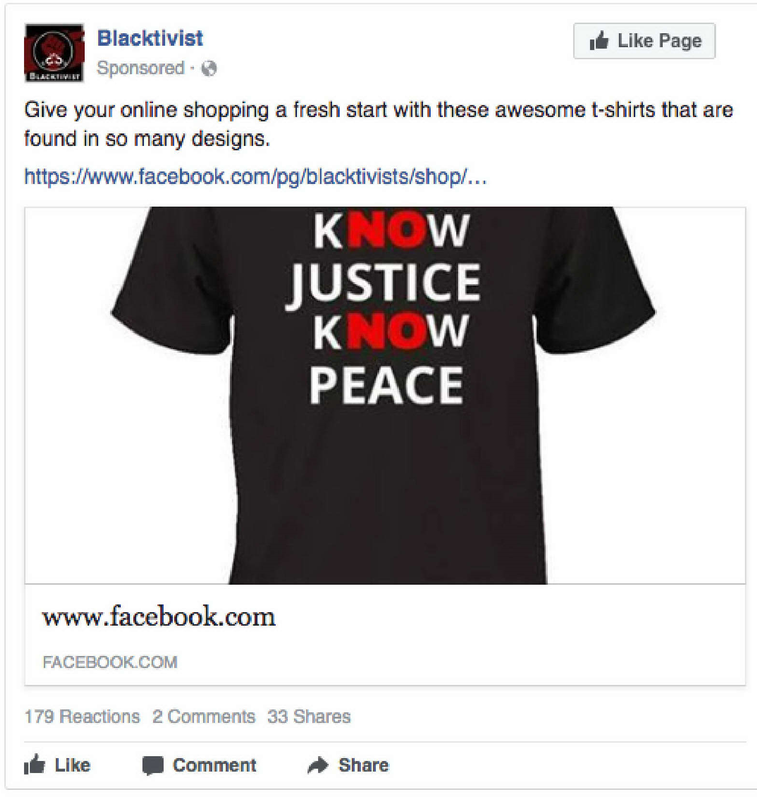 Blacktivist
Sponsored ·
Like Page
BLACKTIVIST
Give your online shopping a fresh start with these awesome t-shirts that are
found in so many designs.
https://www.facebook.com/pg/blacktivists/shop/...
KNOW
JUSTICE
KNOW
PEACE
www.facebook.com
FACEBOOK.COM
179 Reactions 2 Comments 33 Shares
Like Comment Share